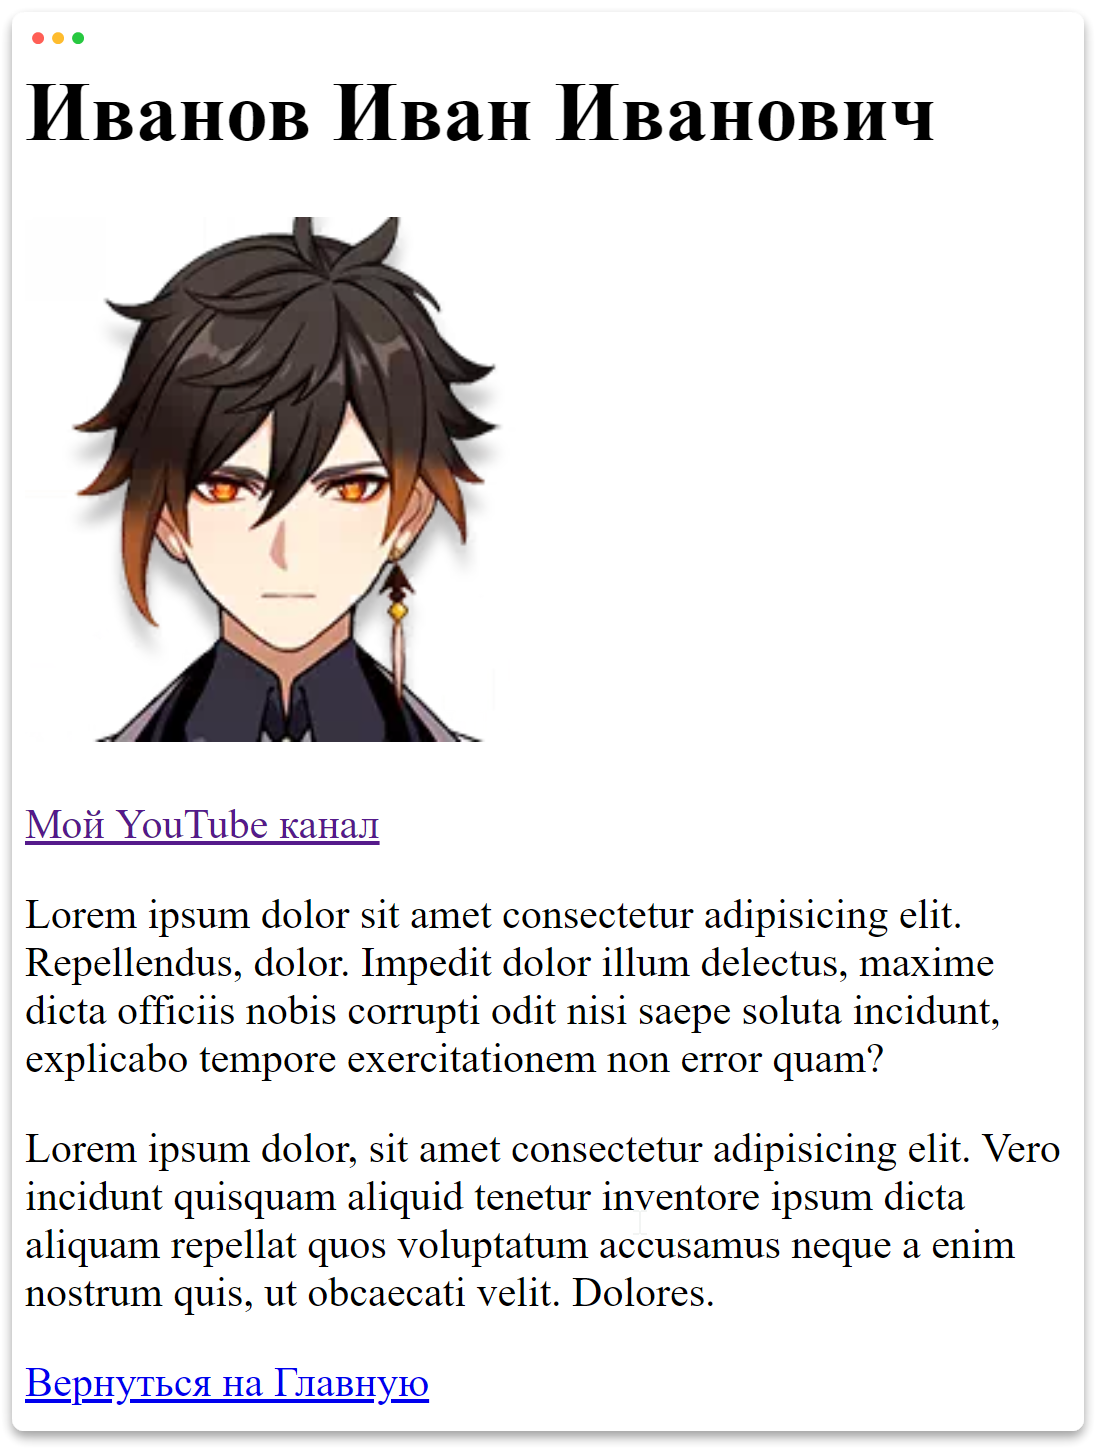 Иванов Иван Иванович
Мой YouTube канал
Lorem ipsum dolor sit amet consectetur adipisicing elit.
Repellendus, dolor. Impedit dolor illum delectus, maxime
dicta officiis nobis corrupti odit nisi saepe soluta incidunt,
explicabo tempore exercitationem non error quam?
Lorem ipsum dolor, sit amet consectetur adipisicing elit. Vero
incidunt quisquam aliquid tenetur inventore ipsum dicta
aliquam repellat quos voluptatum accusamus neque a enim
nostrum quis, ut obcaecati velit. Dolores.
Вернуться на Главную